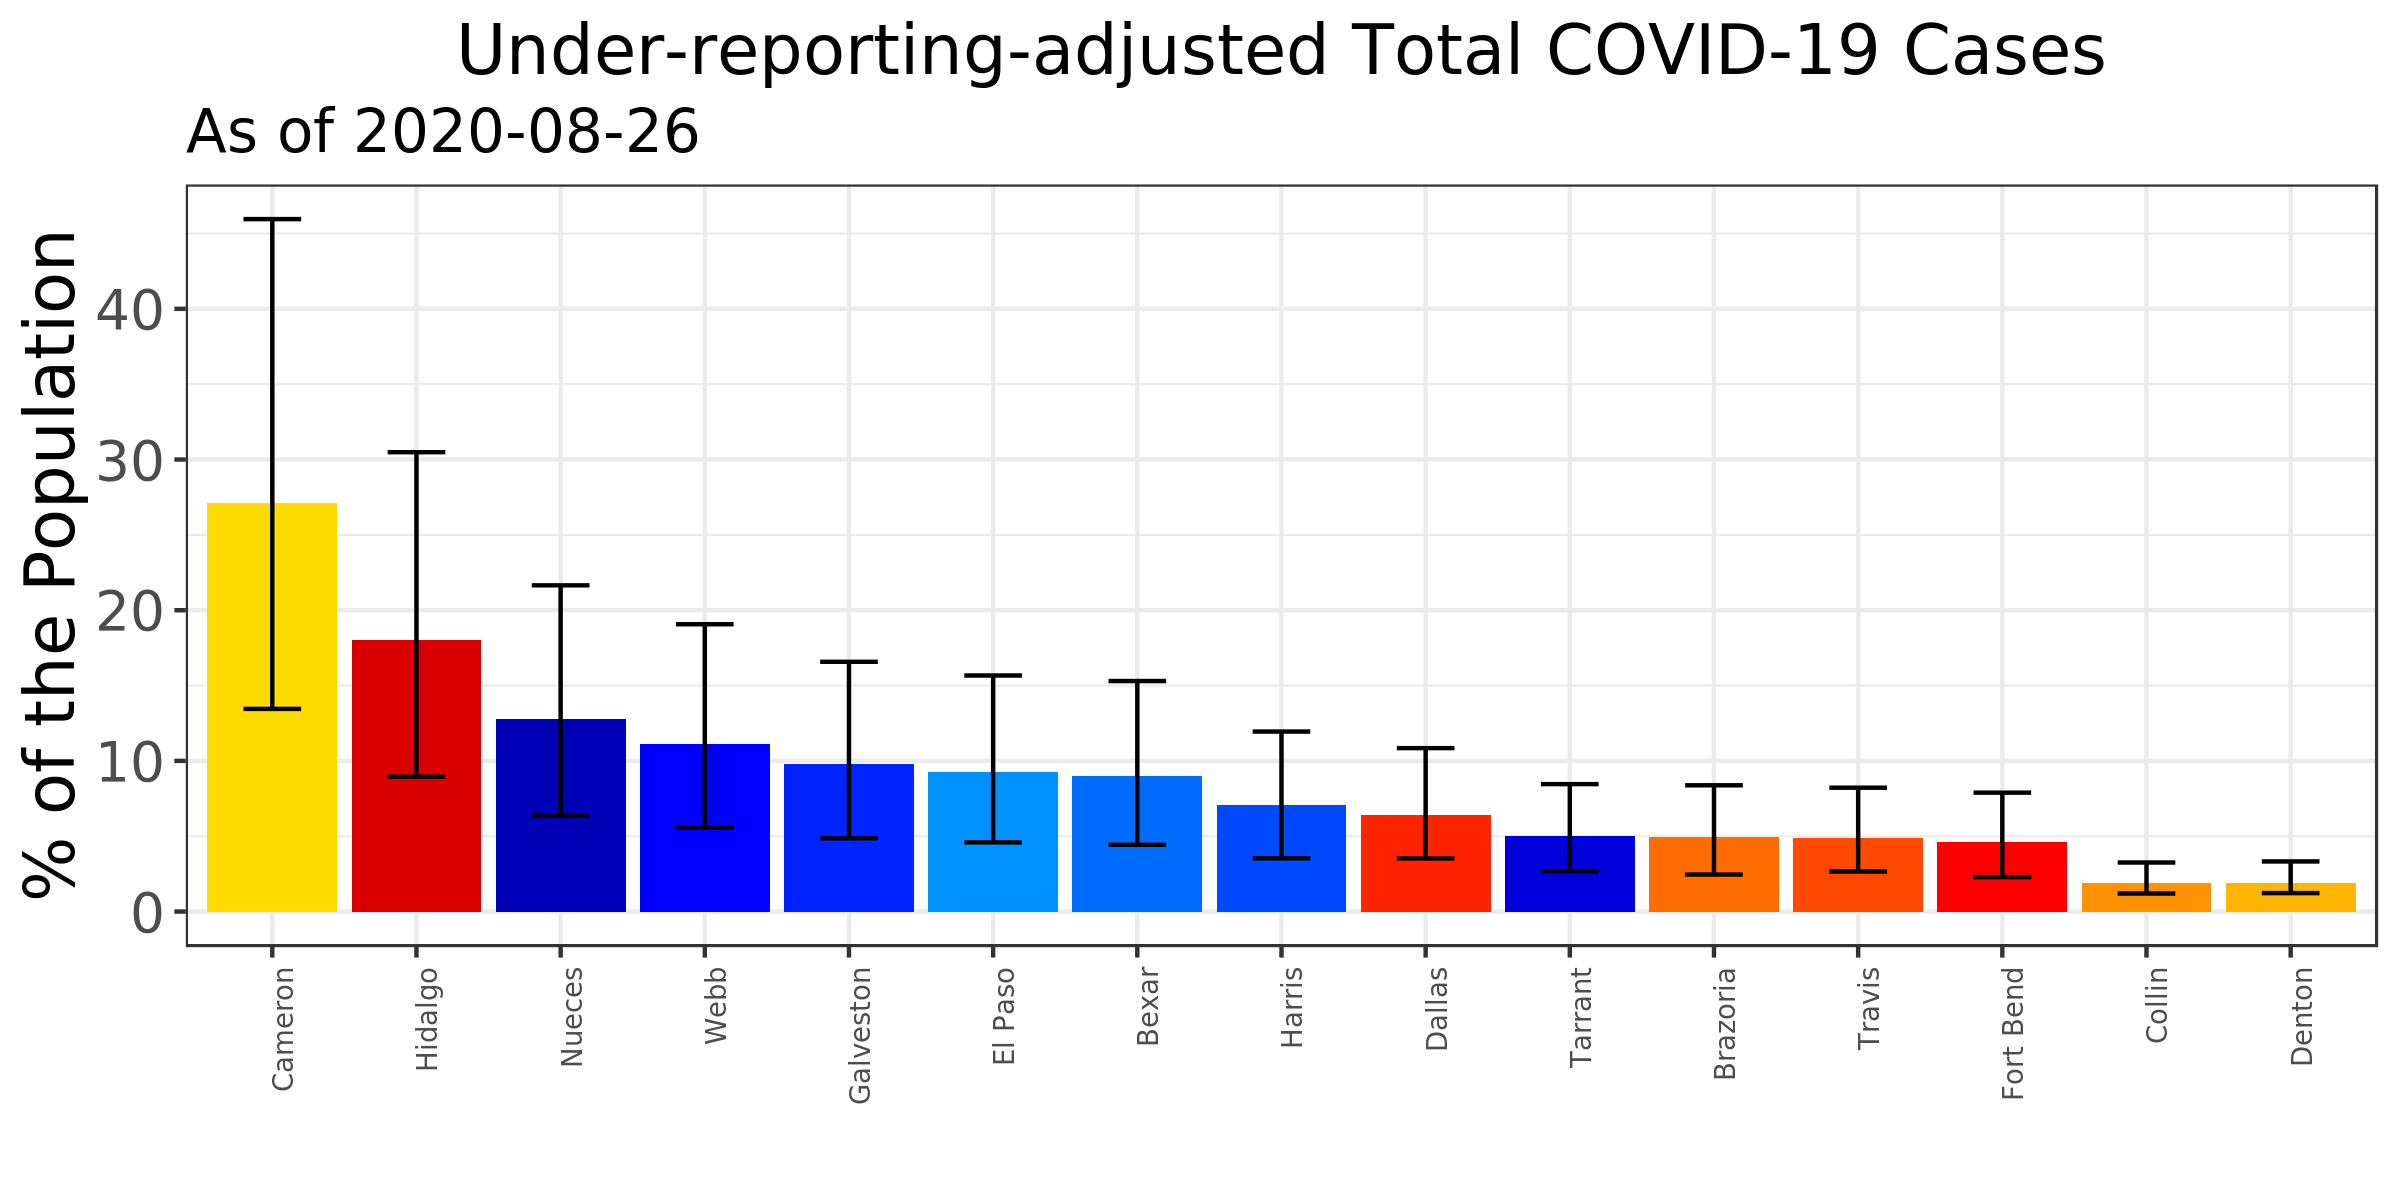 Under-reporting-adjusted Total COVID-19 Cases
As of 2020-08-26
% of the Population
40
30
20
10
0
Cameron
Hidalgo
Nueces
Webb
Galveston
El Paso
Bexar
Harris
Dallas
Tarrant
Brazoria
Travis
Fort Bend
Collin
Denton